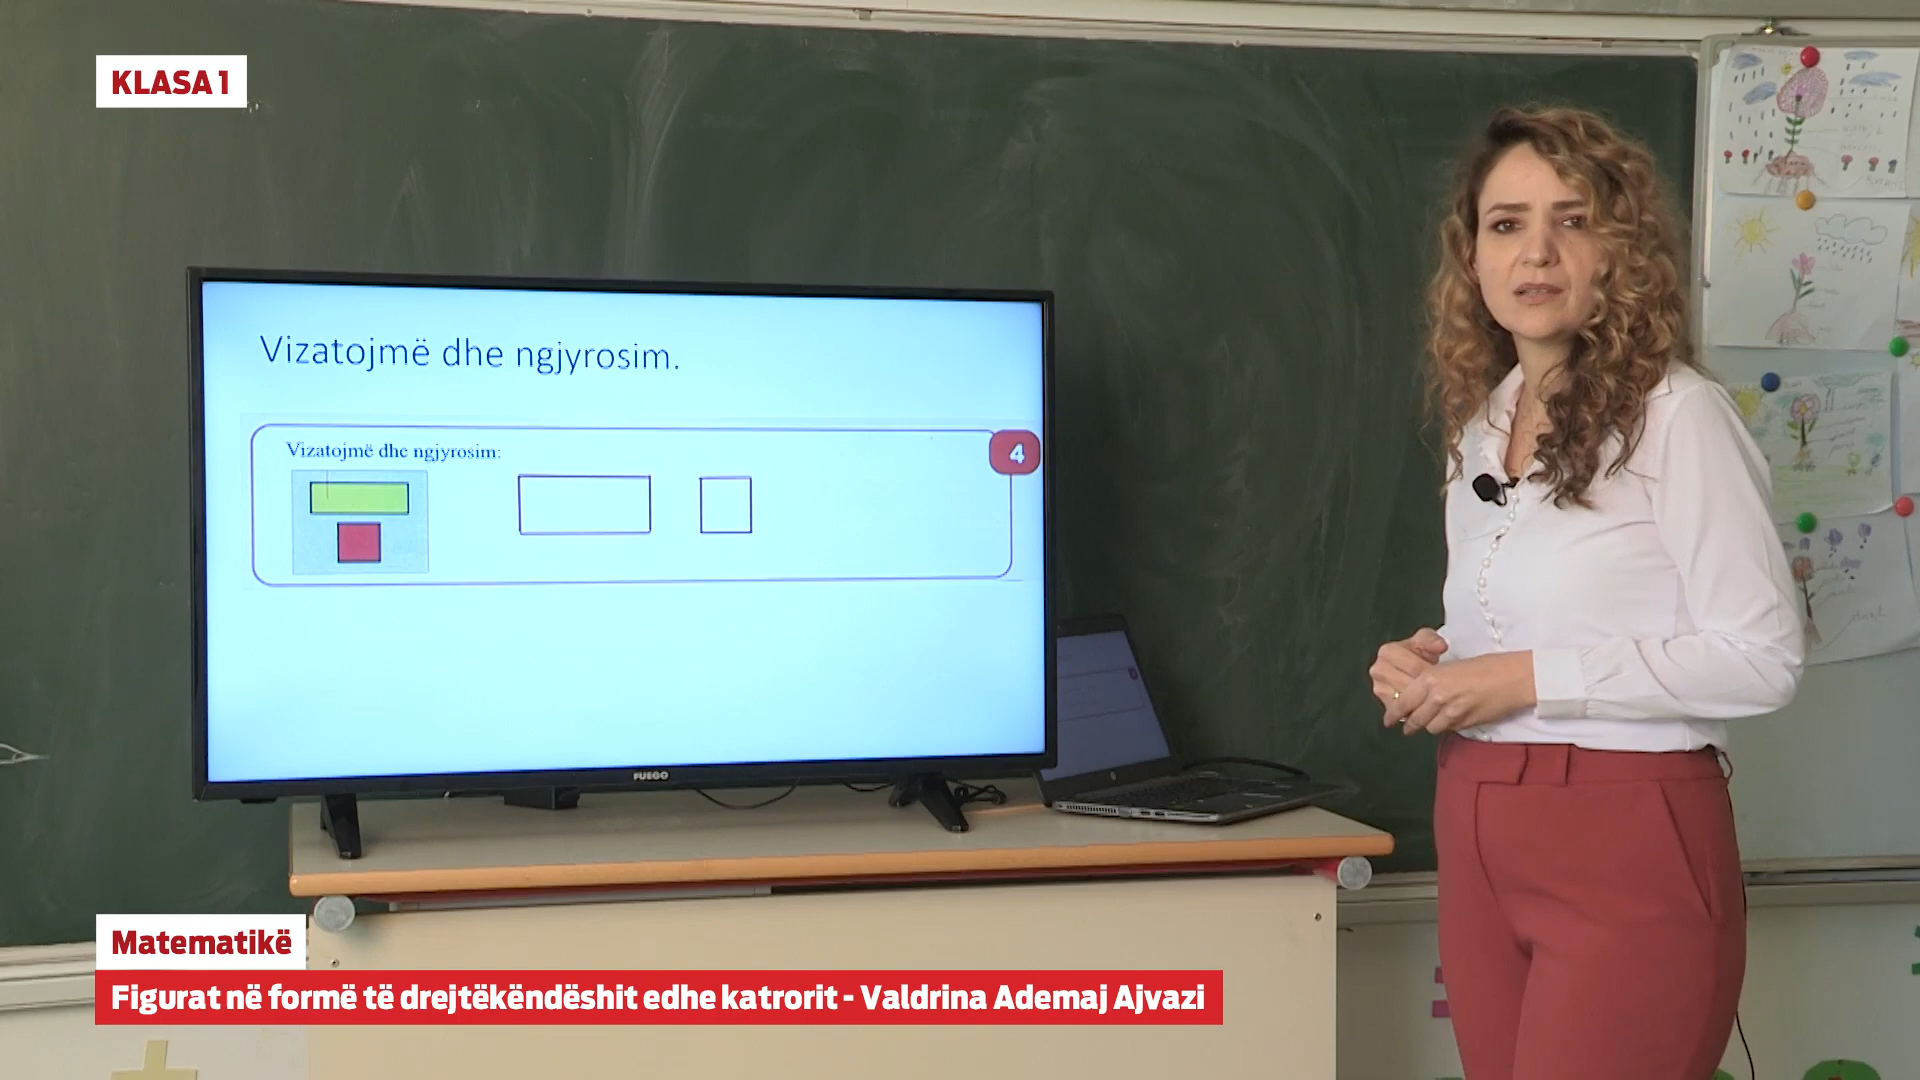 KLASA 1
Vizatojmë dhe ngjyrosim.
Vizatojmë dhe ngjyrosim:
4
FUEGO
Matematikë
Figurat në formë të drejtëkëndëshit edhe katrorit - Valdrina Ademaj Ajvazi